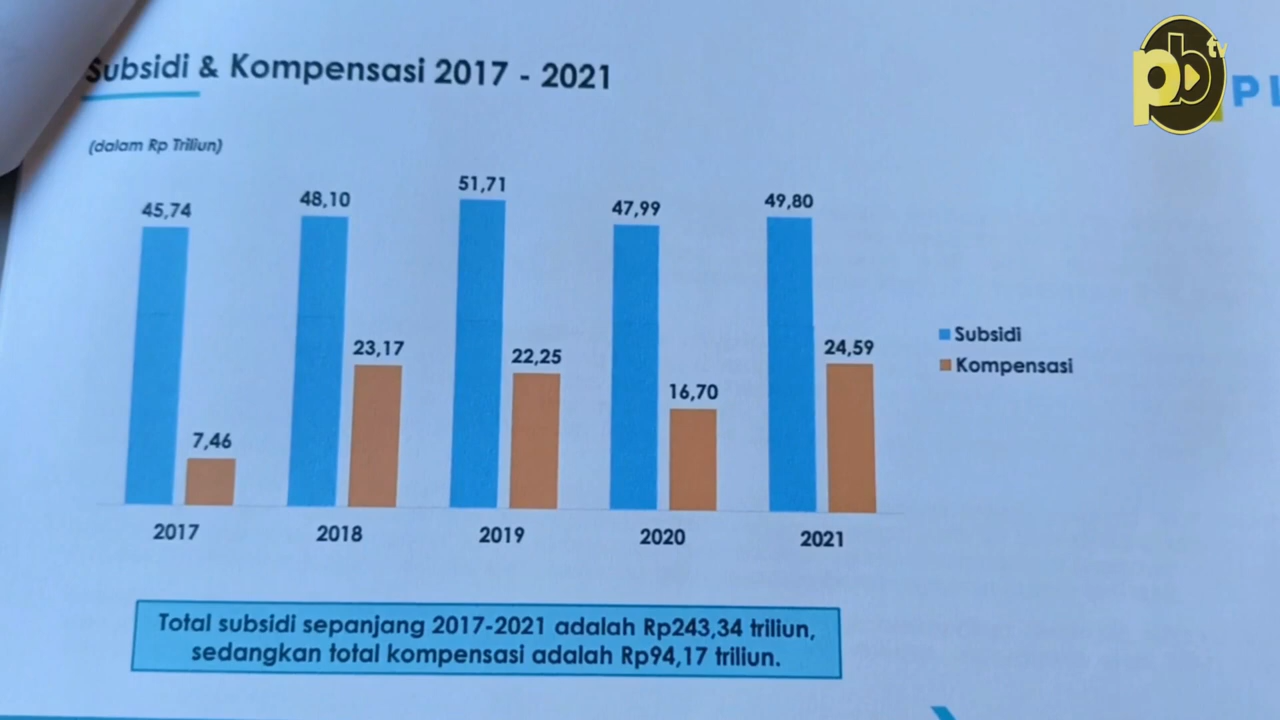 Subsidi & Kompensasi 2017 - 2021
pb tv
(dalam Rp Triliun)
45,74
7,46
48,10
23,17
51,71
22,25
47,99
16,70
49,80
24,59
Subsidi
Kompensasi
2017
2018
2019
2020
2021
Total subsidi sepanjang 2017-2021 adalah Rp243,34 triliun,
sedangkan total kompensasi adalah Rp94,17 triliun.